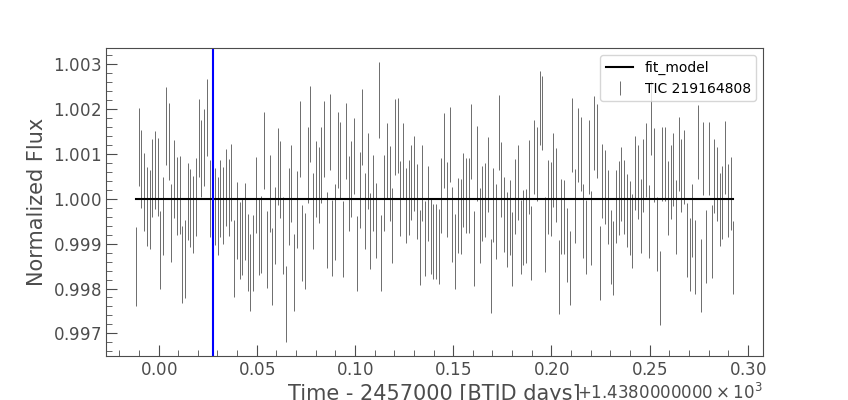 1.003
1.002
1.001
1.000
0.999
0.998
0.997
Normalized Flux
fit_model
TIC 219164808
0.00 0.05 0.10 0.15 0.20 0.25 0.30
Time - 2457000 [BTJD days]
+1.4380000000 × 10³